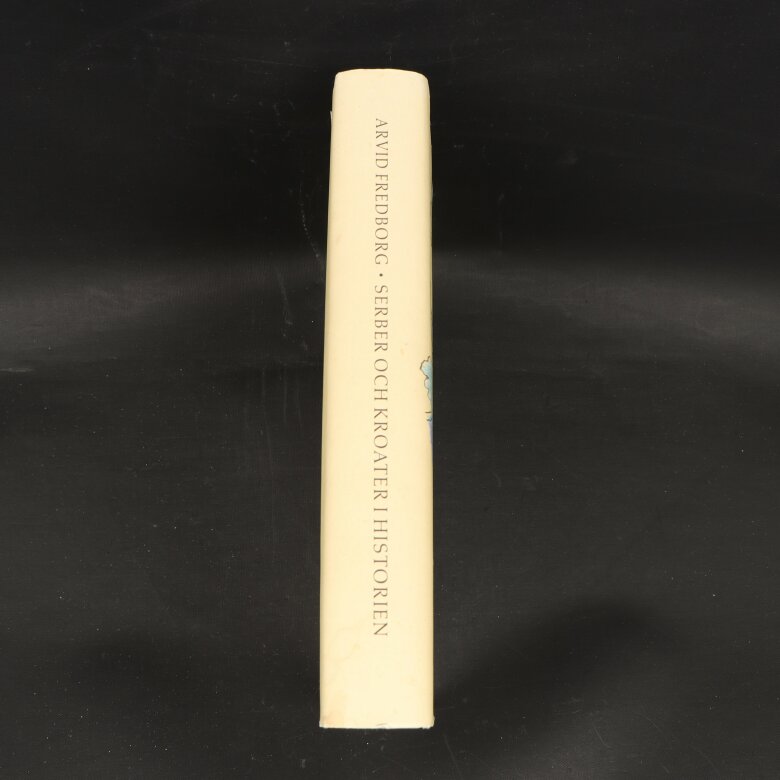 ARVID FREDBORG • SERBER OCH KROATER I HISTORIEN